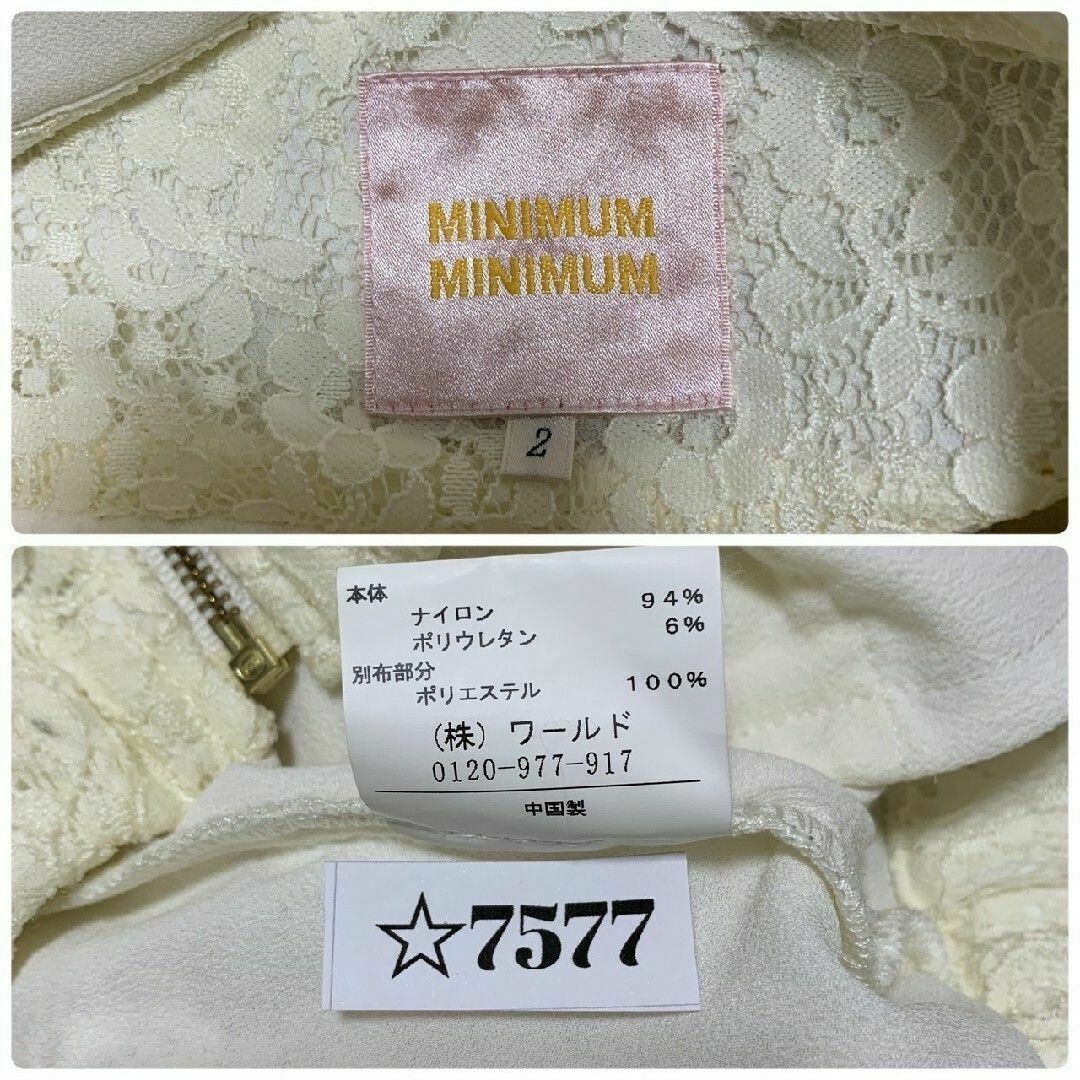 MINIMUM
MINIMUM
2
本体
ナイロン 94%
ポリウレタン 6%
別布部分
ポリエステル 100%
(株) ワールド
0120-977-917
中国製
☆7577